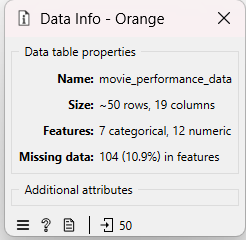 Data Info - Orange
Data table properties
Name: movie_performance_data
Size: ~50 rows, 19 columns
Features: 7 categorical, 12 numeric
Missing data: 104 (10.9%) in features
Additional attributes
? 50